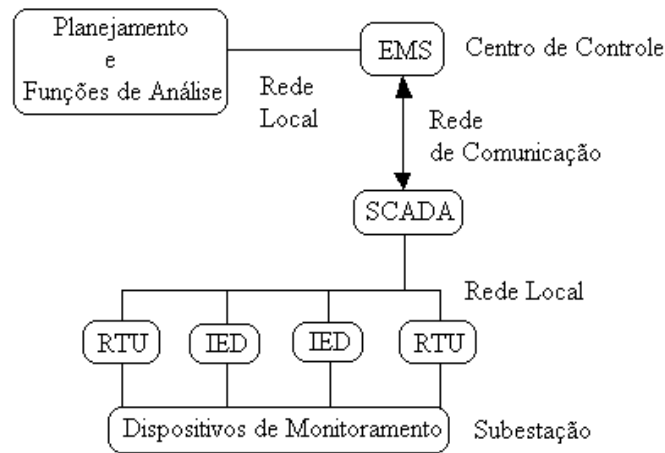 Planejamento
e
Funções de Análise
EMS
Centro de Controle
Rede
Local
Rede
de Comunicação
SCADA
Rede Local
RTU
IED
IED
RTU
Dispositivos de Monitoramento
Subestação